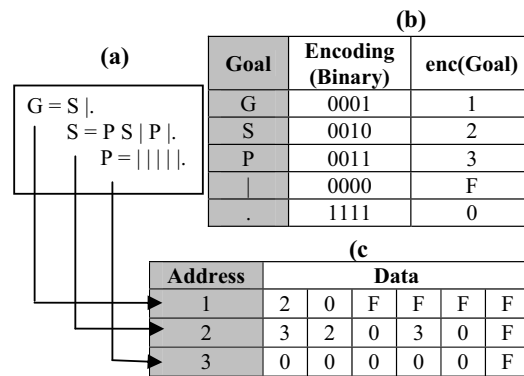 (a)
G = S |.
S = P S | P |.
P = | | | | |.
(b)
Goal Encoding (Binary) enc(Goal)
G 0001 1
S 0010 2
P 0011 3
| 0000 F
. 1111 0
(c
Address Data
1 2 0 F F F F
2 3 2 0 3 0 F
3 0 0 0 0 0 F